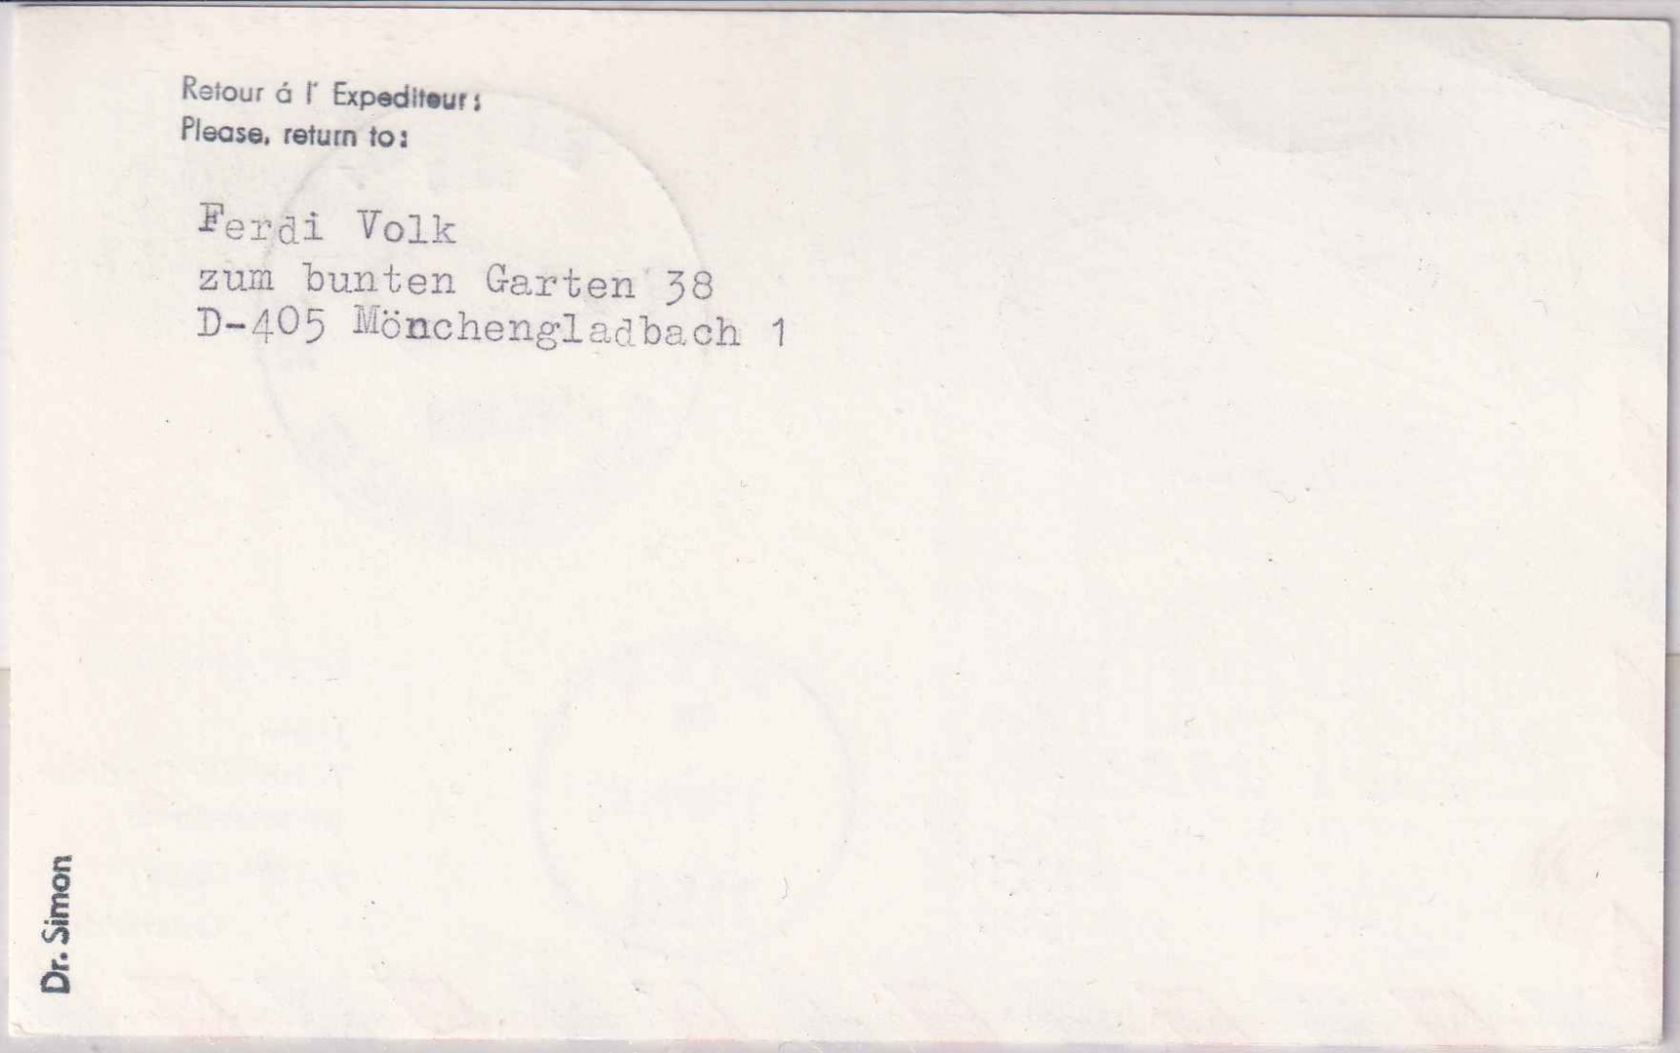 Retour á l' Expediteur:
Please, return to:
Ferdi Volk
zum bunten Garten 38
D-405 Mönchengladbach 1
Dr. Simon